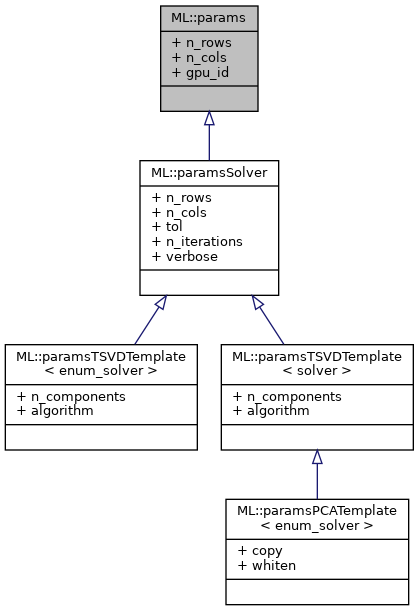 ML::params
+ n_rows
+ n_cols
+ gpu_id
ML::paramsSolver
+ n_rows
+ n_cols
+ tol
+ n_iterations
+ verbose
ML::paramsTSVDTemplate
< enum_solver >
+ n_components
+ algorithm
ML::paramsTSVDTemplate
< solver >
+ n_components
+ algorithm
ML::paramsPCATemplate
< enum_solver >
+ copy
+ whiten